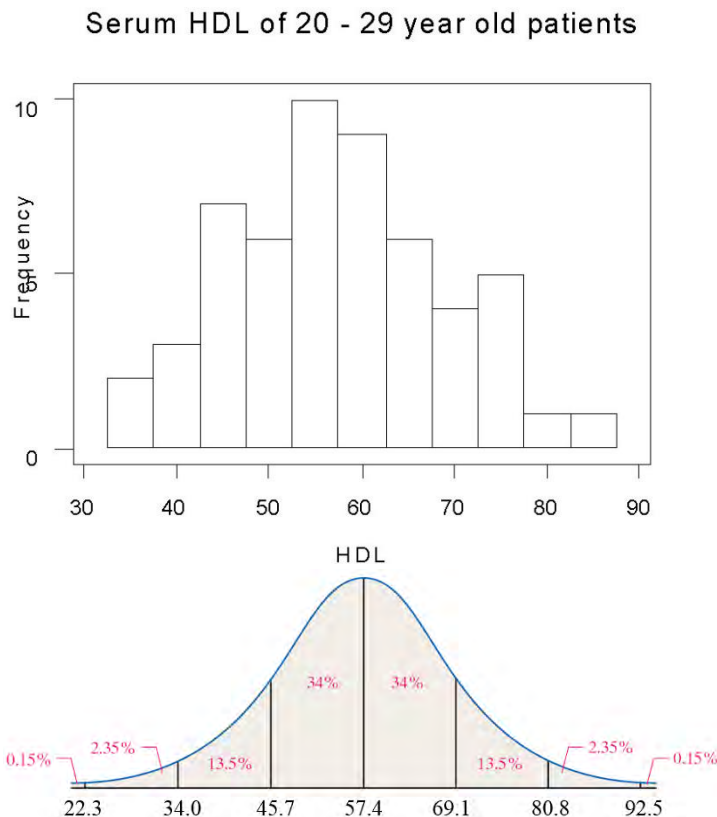 Serum HDL of 20 - 29 year old patients
10
5
0
Frequency
30 40 50 60 70 80 90
HDL
34% 34%
0.15% 2.35% 13.5% 13.5% 2.35% 0.15%
22.3 34.0 45.7 57.4 69.1 80.8 92.5